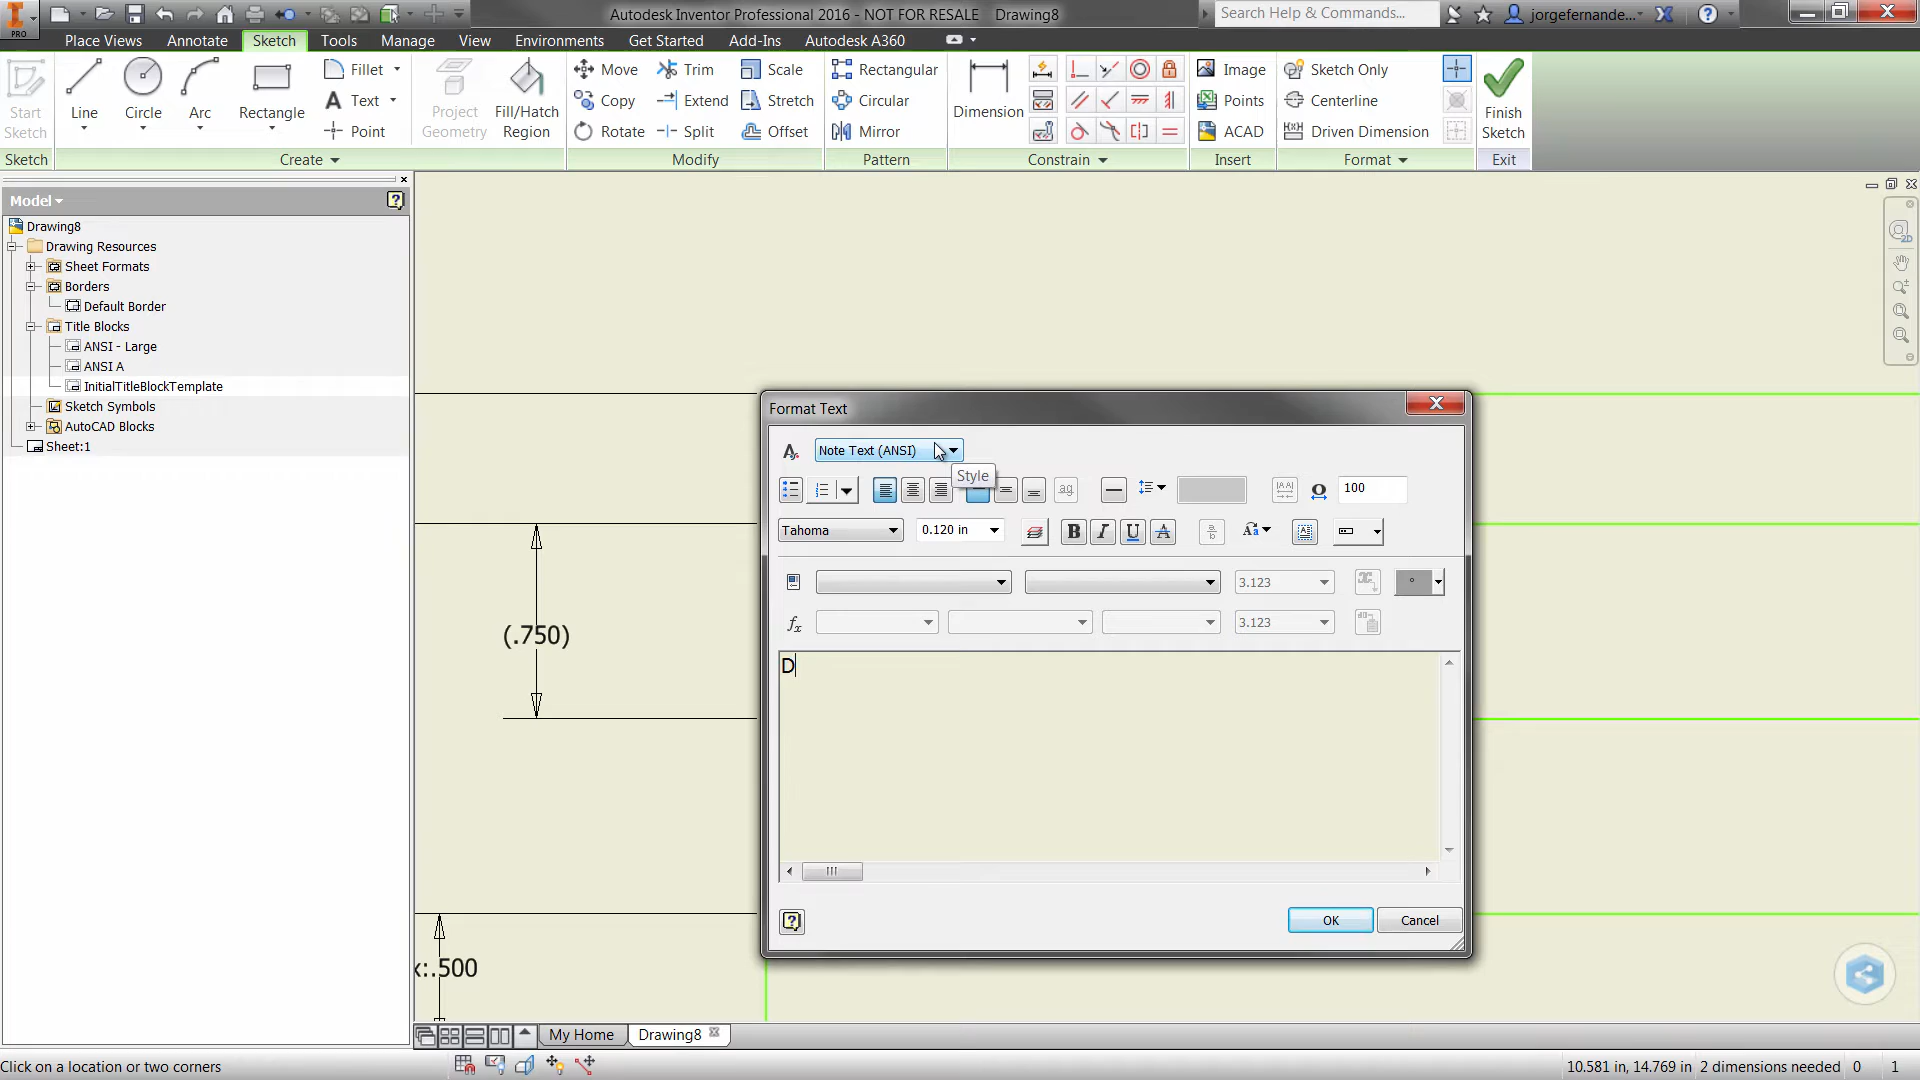 Autodesk Inventor Professional 2016 - NOT FOR RESALE Drawing8
Search Help & Commands...
jorgefernande...
PRO
Place Views
Annotate
Sketch
Tools
Manage
View
Environments
Get Started
Add-Ins
Autodesk A360
Start Sketch
Line
Circle
Arc
Rectangle
Fillet
Text
Point
Project Geometry
Fill/Hatch Region
Move
Copy
Rotate
Trim
Extend
Split
Scale
Stretch
Offset
Rectangular
Circular
Mirror
Dimension
Image
Points
ACAD
Sketch Only
Centerline
Driven Dimension
Finish Sketch
Sketch
Create
Modify
Pattern
Constrain
Insert
Format
Exit
Model
Drawing8
Drawing Resources
Sheet Formats
Borders
Default Border
Title Blocks
ANSI - Large
ANSI A
InitialTitleBlockTemplate
Sketch Symbols
AutoCAD Blocks
Sheet:1
(.750)
x:.500
Format Text
Note Text (ANSI)
Style
100
Tahoma
0.120 in
3.123
3.123
D
OK
Cancel
My Home
Drawing8
Click on a location or two corners
10.581 in, 14.769 in 2 dimensions needed 0 1